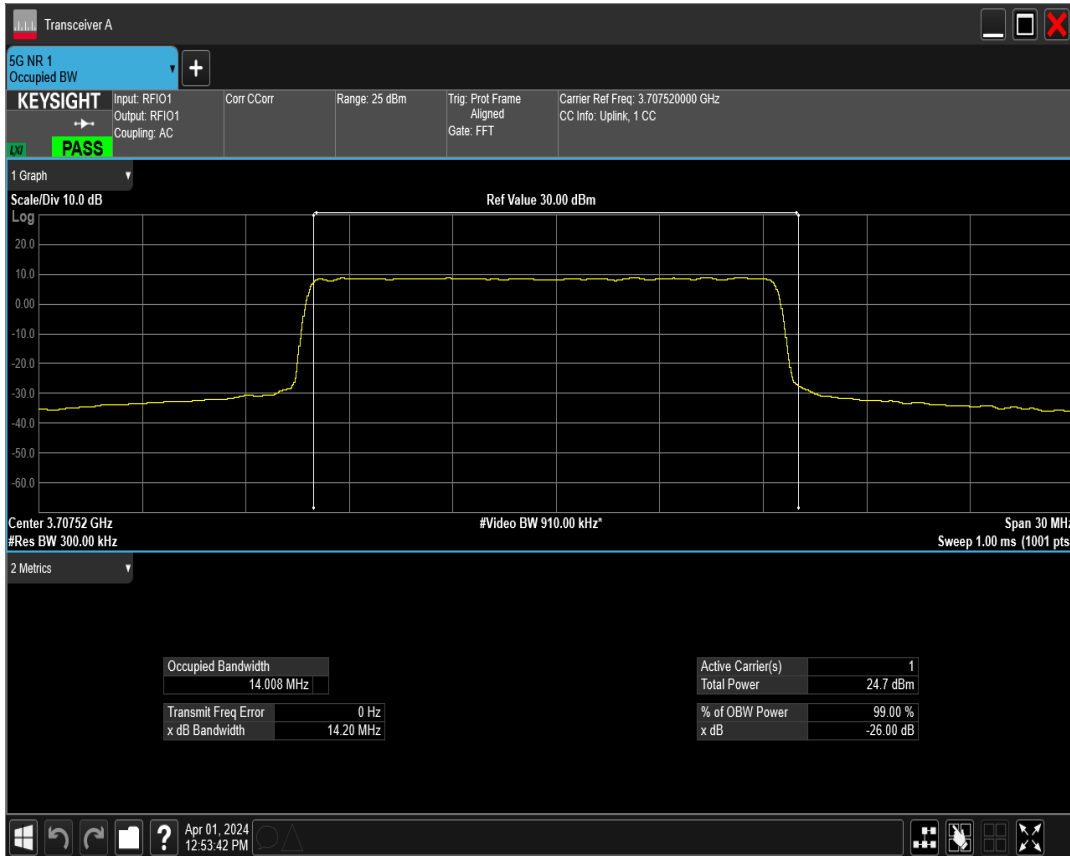 Transceiver A
5G NR 1
Occupied BW
KEYSIGHT
LXI
PASS
Input: RFIO1
Output: RFIO1
Coupling: AC
Corr CCorr
Range: 25 dBm
Trig: Prot Frame
Aligned
Gate: FFT
Carrier Ref Freq: 3.707520000 GHz
CC Info: Uplink, 1 CC
1 Graph
Scale/Div 10.0 dB
Ref Value 30.00 dBm
Log
20.0
10.0
0.00
-10.0
-20.0
-30.0
-40.0
-50.0
-60.0
Center 3.70752 GHz
#Video BW 910.00 kHz*
Span 30 MHz
#Res BW 300.00 kHz
Sweep 1.00 ms (1001 pts
2 Metrics
Occupied Bandwidth
14.008 MHz
Transmit Freq Error 0 Hz
x dB Bandwidth 14.20 MHz
Active Carrier(s) 1
Total Power 24.7 dBm
% of OBW Power 99.00 %
x dB -26.00 dB
Apr 01, 2024
12:53:42 PM